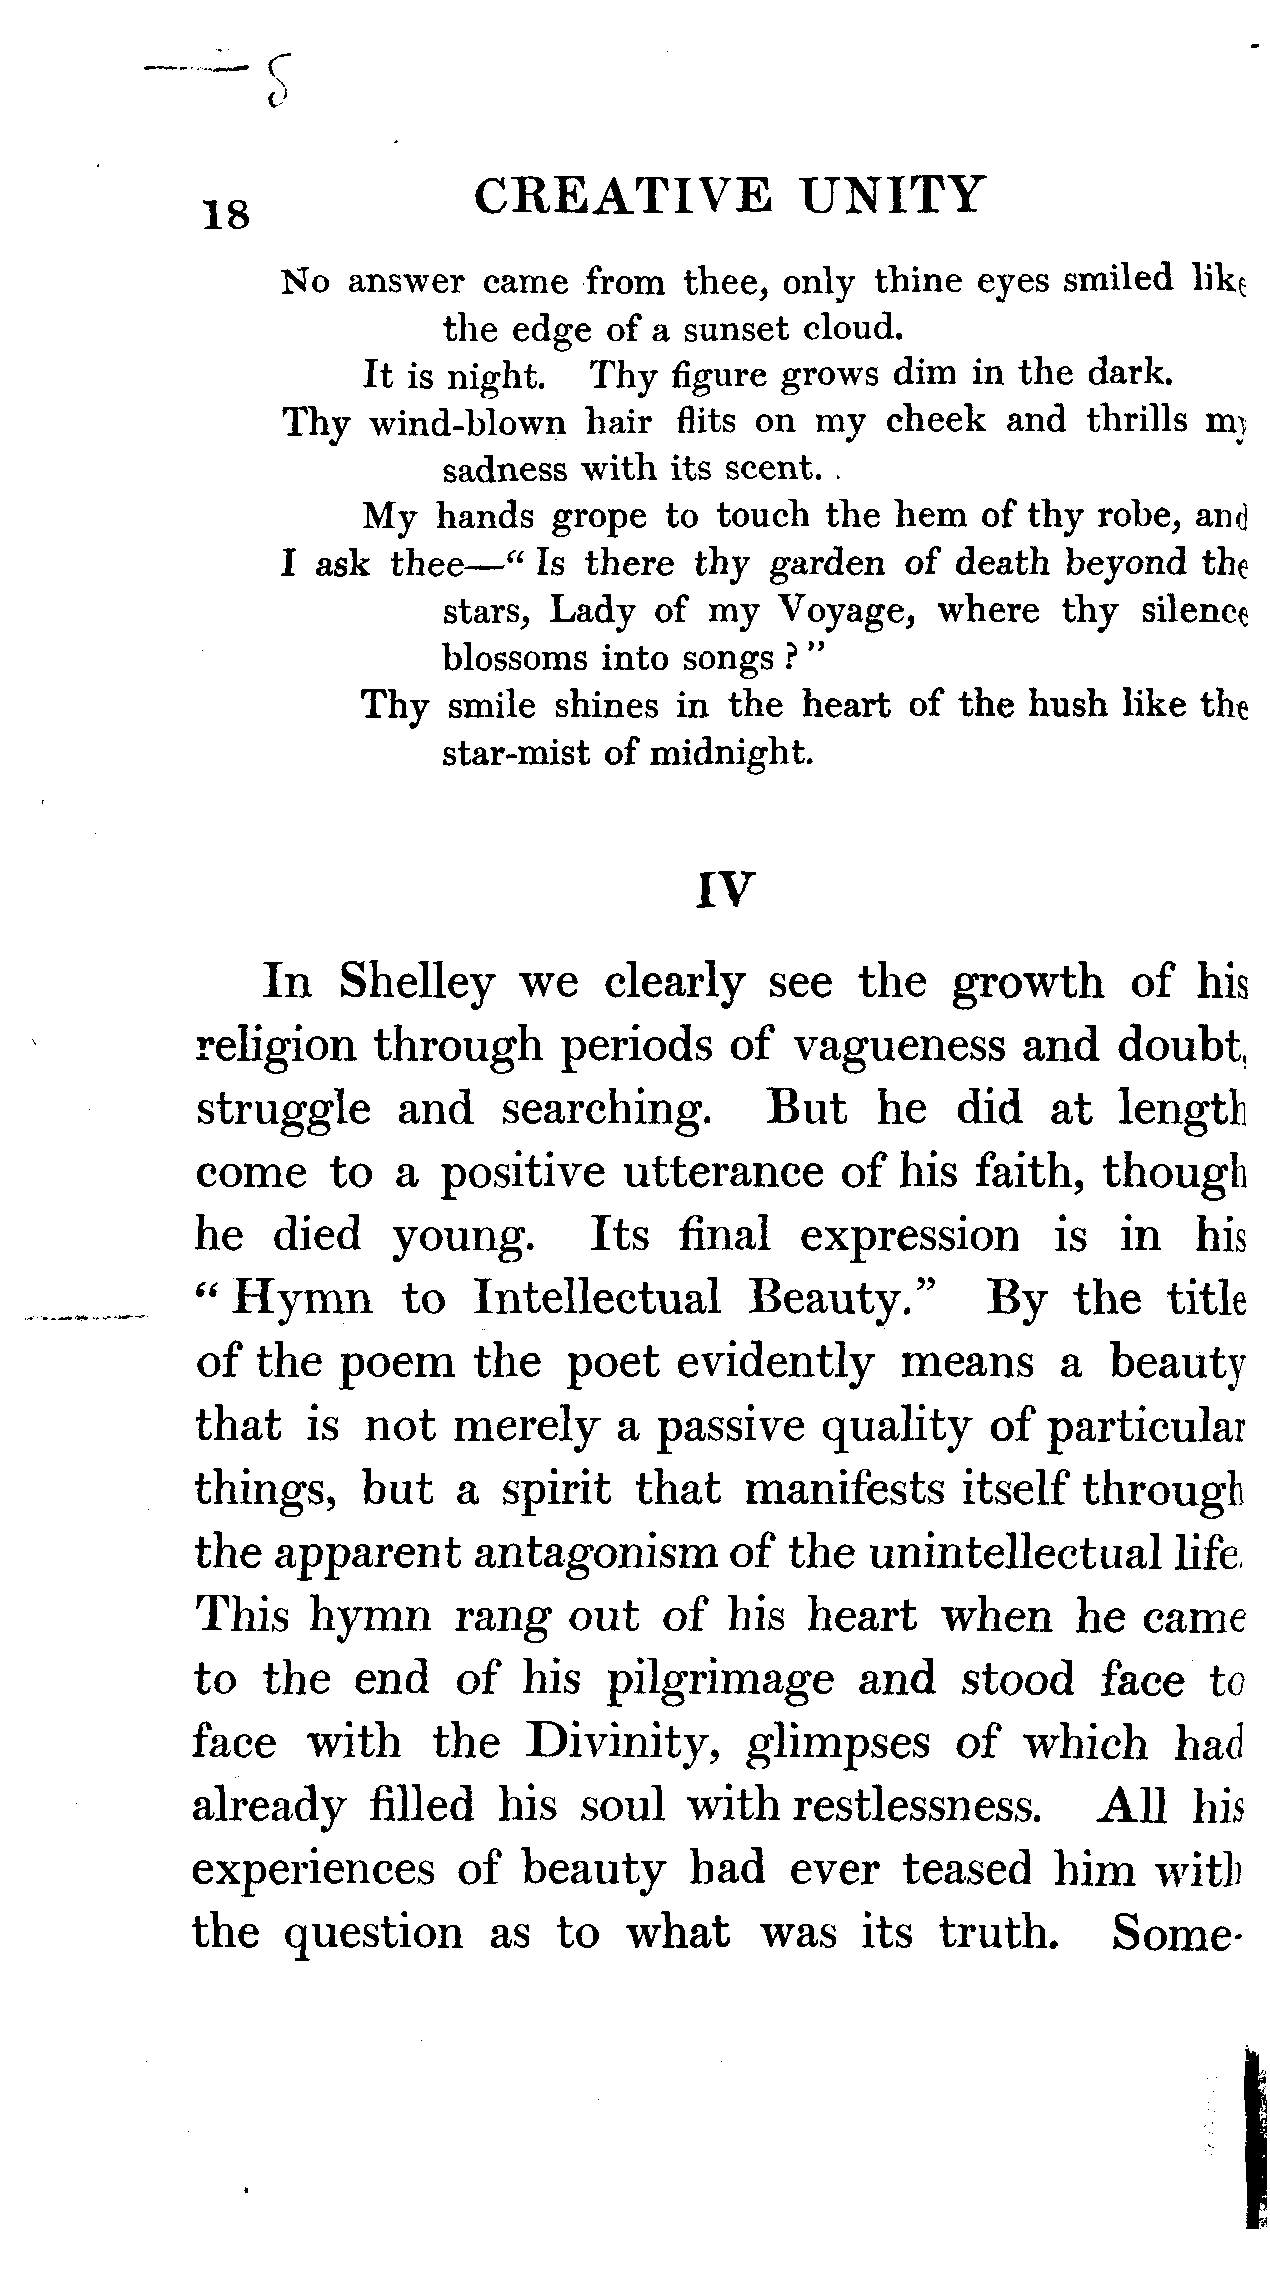 18 CREATIVE UNITY
No answer came from thee, only thine eyes smiled like
the edge of a sunset cloud.
It is night. Thy figure grows dim in the dark.
Thy wind-blown hair flits on my cheek and thrills my
sadness with its scent.
My hands grope to touch the hem of thy robe, and
I ask thee—“ Is there thy garden of death beyond the
stars, Lady of my Voyage, where thy silence
blossoms into songs ? ”
Thy smile shines in the heart of the hush like the
star-mist of midnight.
IV
In Shelley we clearly see the growth of his
religion through periods of vagueness and doubt,
struggle and searching. But he did at length
come to a positive utterance of his faith, though
he died young. Its final expression is in his
“ Hymn to Intellectual Beauty.” By the title
of the poem the poet evidently means a beauty
that is not merely a passive quality of particular
things, but a spirit that manifests itself through
the apparent antagonism of the unintellectual life.
This hymn rang out of his heart when he came
to the end of his pilgrimage and stood face to
face with the Divinity, glimpses of which had
already filled his soul with restlessness. All his
experiences of beauty had ever teased him with
the question as to what was its truth. Some-